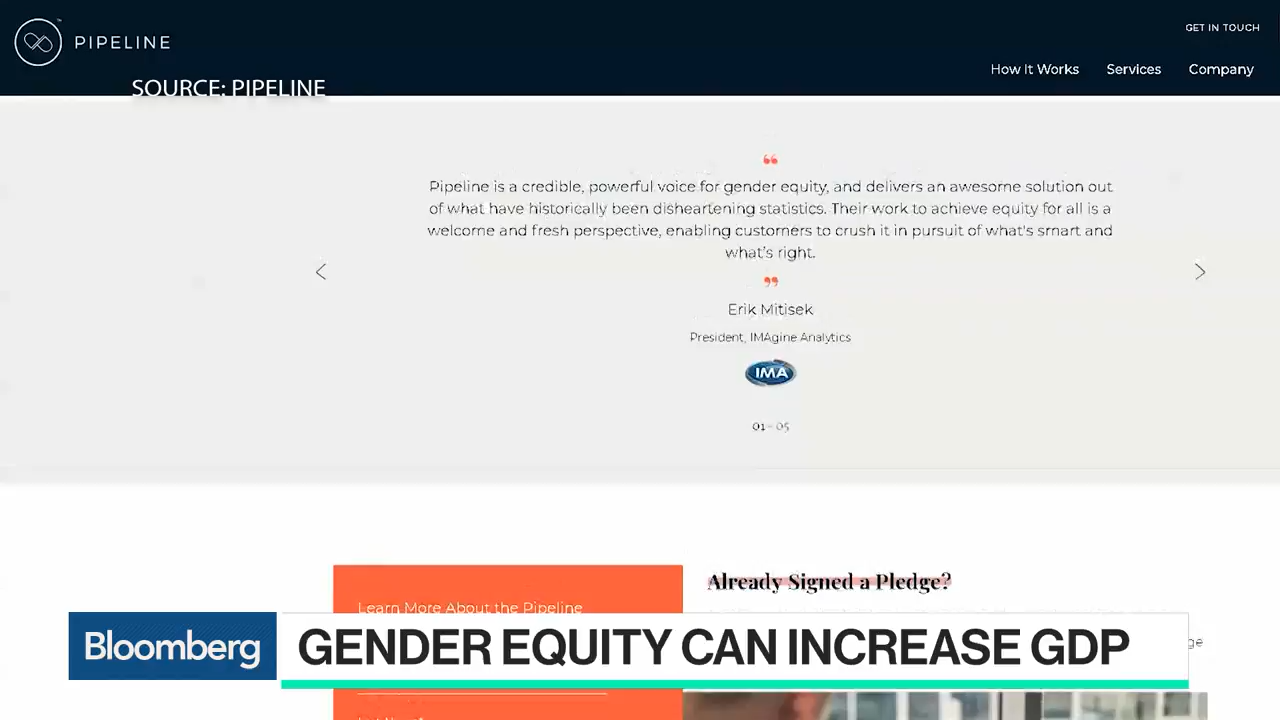 PIPELINE
GET IN TOUCH
How It Works Services Company
SOURCE: PIPELINE
“
Pipeline is a credible, powerful voice for gender equity, and delivers an awesome solution out
of what have historically been disheartening statistics. Their work to achieve equity for all is a
welcome and fresh perspective, enabling customers to crush it in pursuit of what's smart and
what's right.
”
Erik Mitisek
President, IMAgine Analytics
IMA
01 - 05
Already Signed a Pledge?
Learn More About the Pipeline
Bloomberg
GENDER EQUITY CAN INCREASE GDP